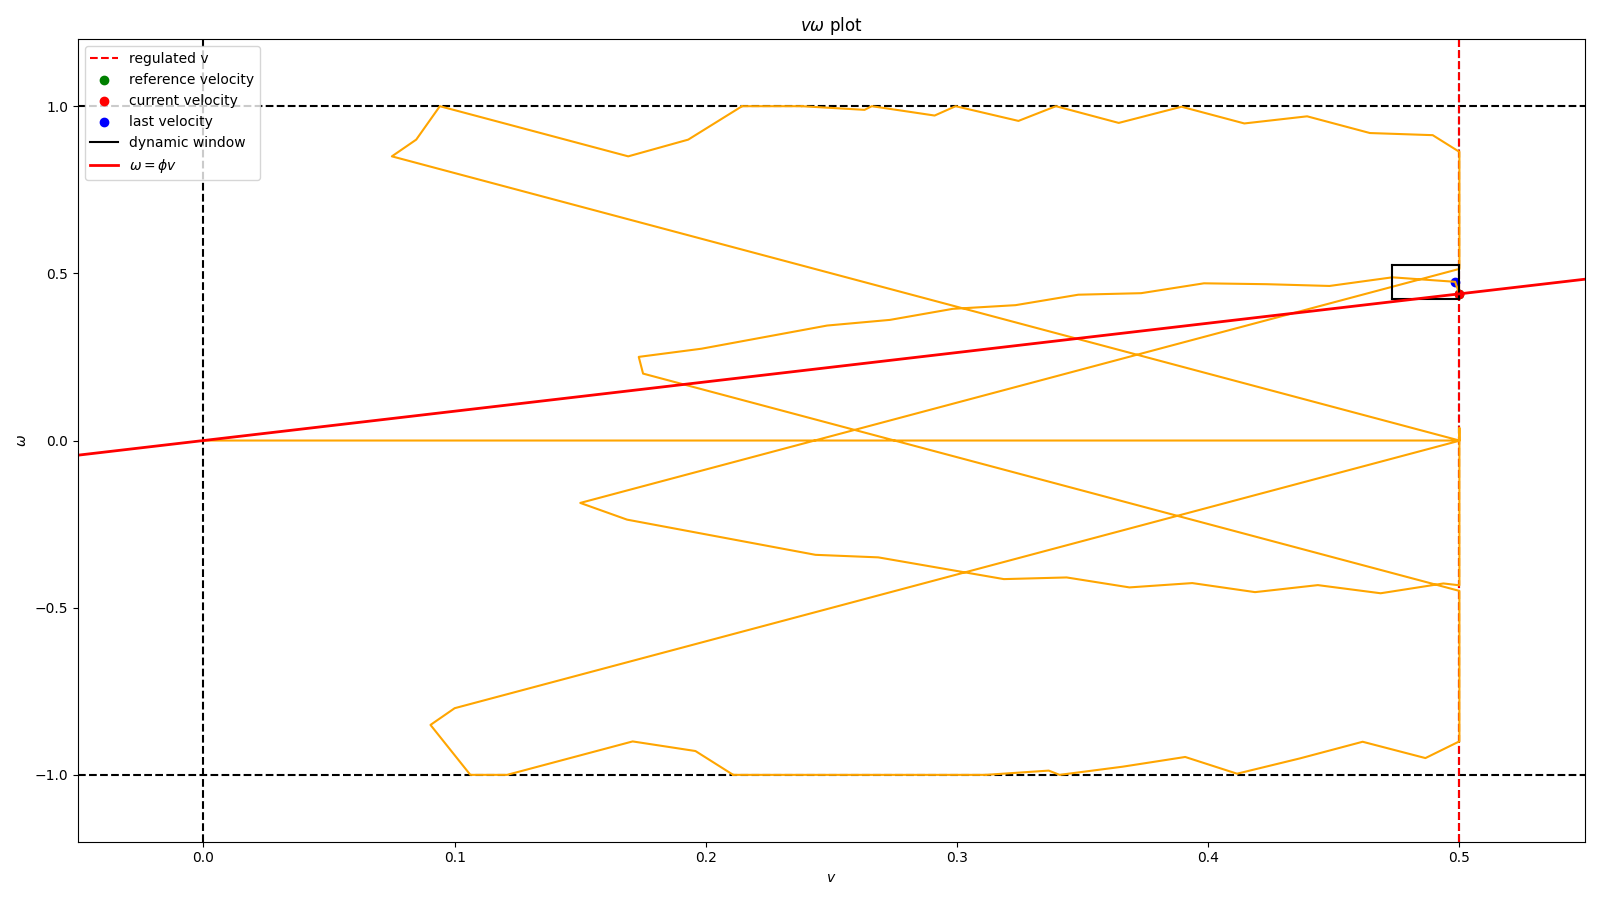 vω plot
regulated v
reference velocity
current velocity
last velocity
dynamic window
ω = ϕv
1.0
0.5
0.0
−0.5
−1.0
ω
0.0 0.1 0.2 0.3 0.4 0.5
v